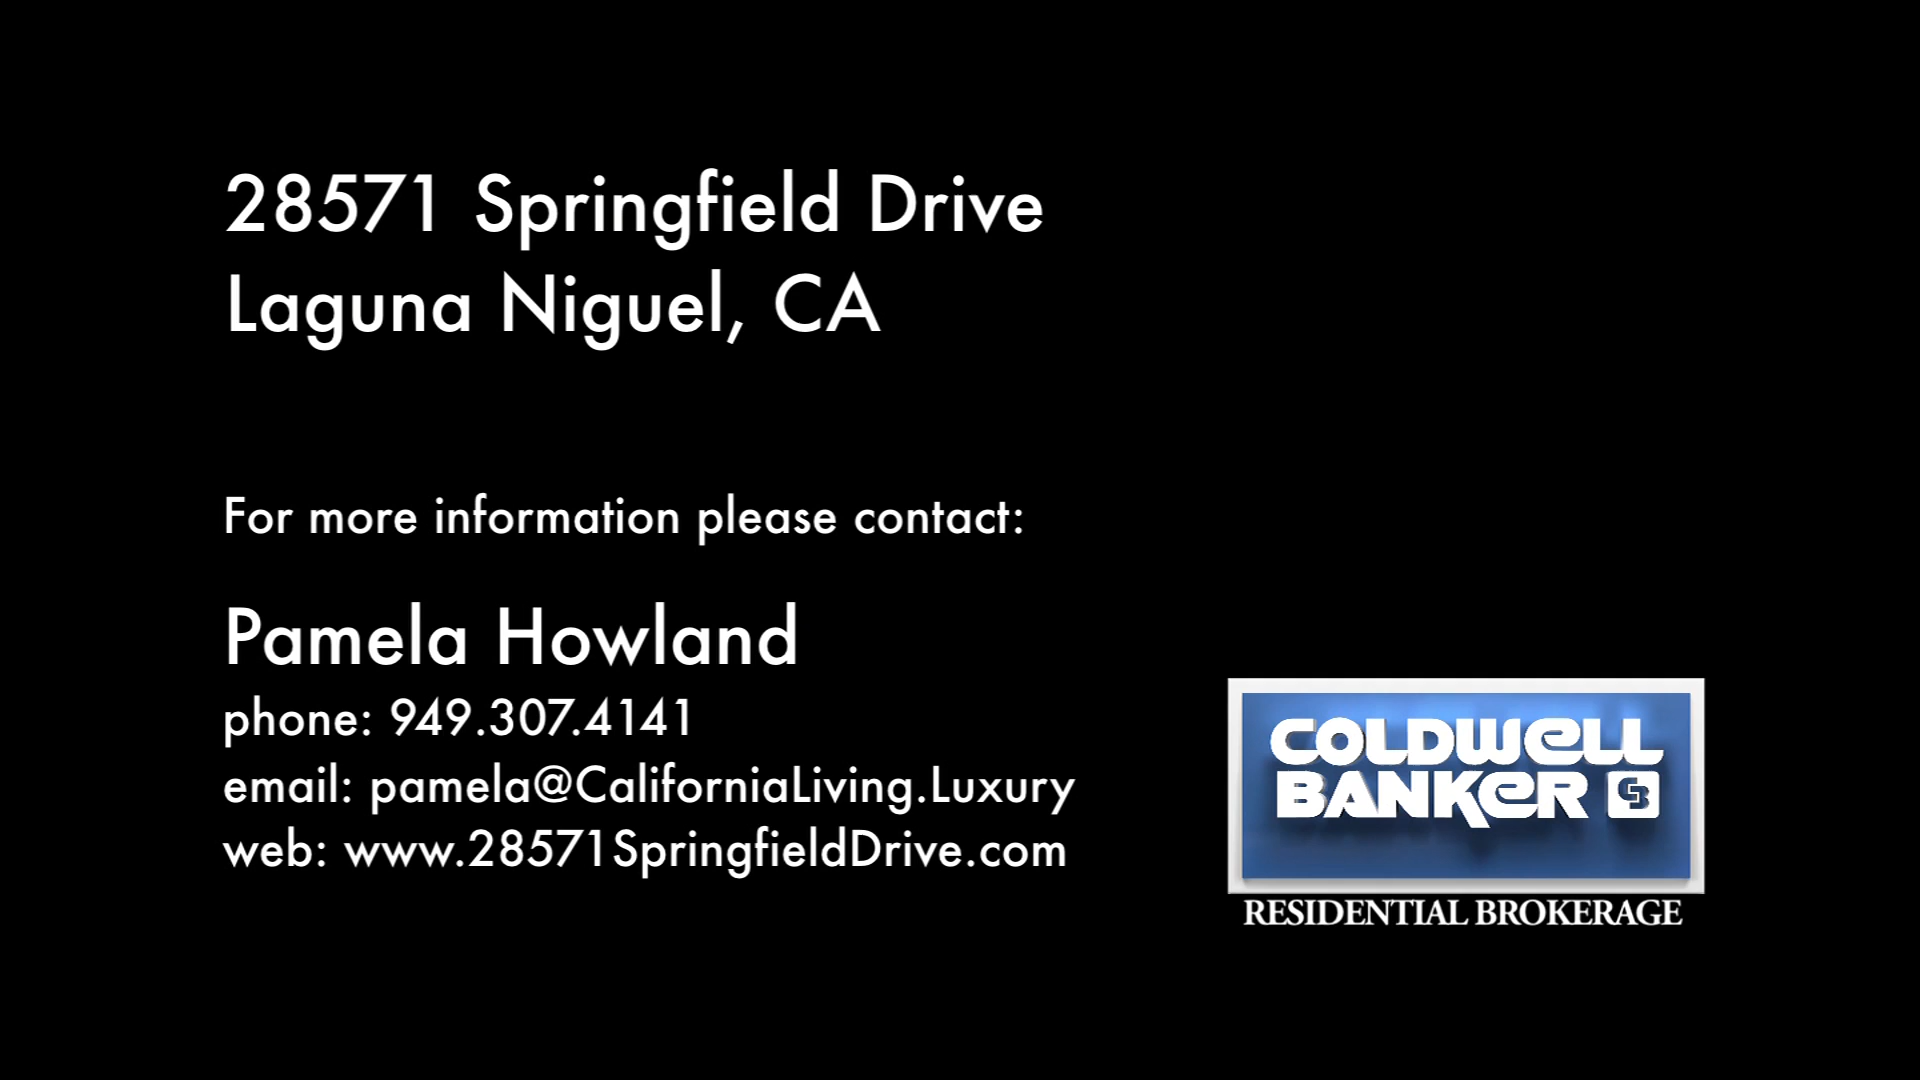 28571 Springfield Drive
Laguna Niguel, CA
For more information please contact:
Pamela Howland
phone: 949.307.4141
email: pamela@CaliforniaLiving.Luxury
web: www.28571SpringfieldDrive.com
COLDWELL
BANKER CB
RESIDENTIAL BROKERAGE